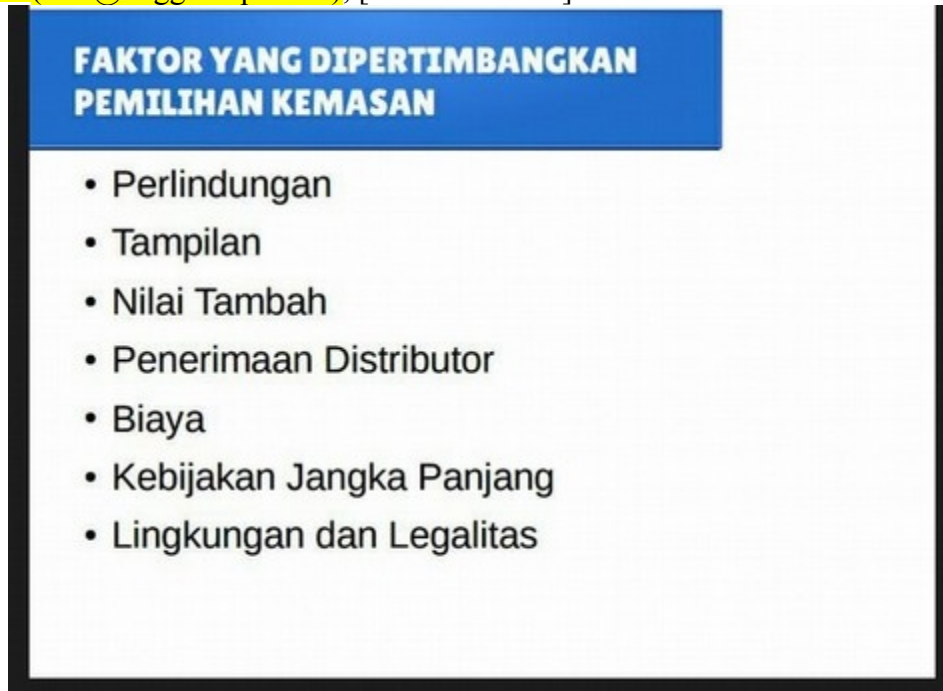 FAKTOR YANG DIPERTIMBANGKAN
PEMILIHAN KEMASAN
• Perlindungan
• Tampilan
• Nilai Tambah
• Penerimaan Distributor
• Biaya
• Kebijakan Jangka Panjang
• Lingkungan dan Legalitas